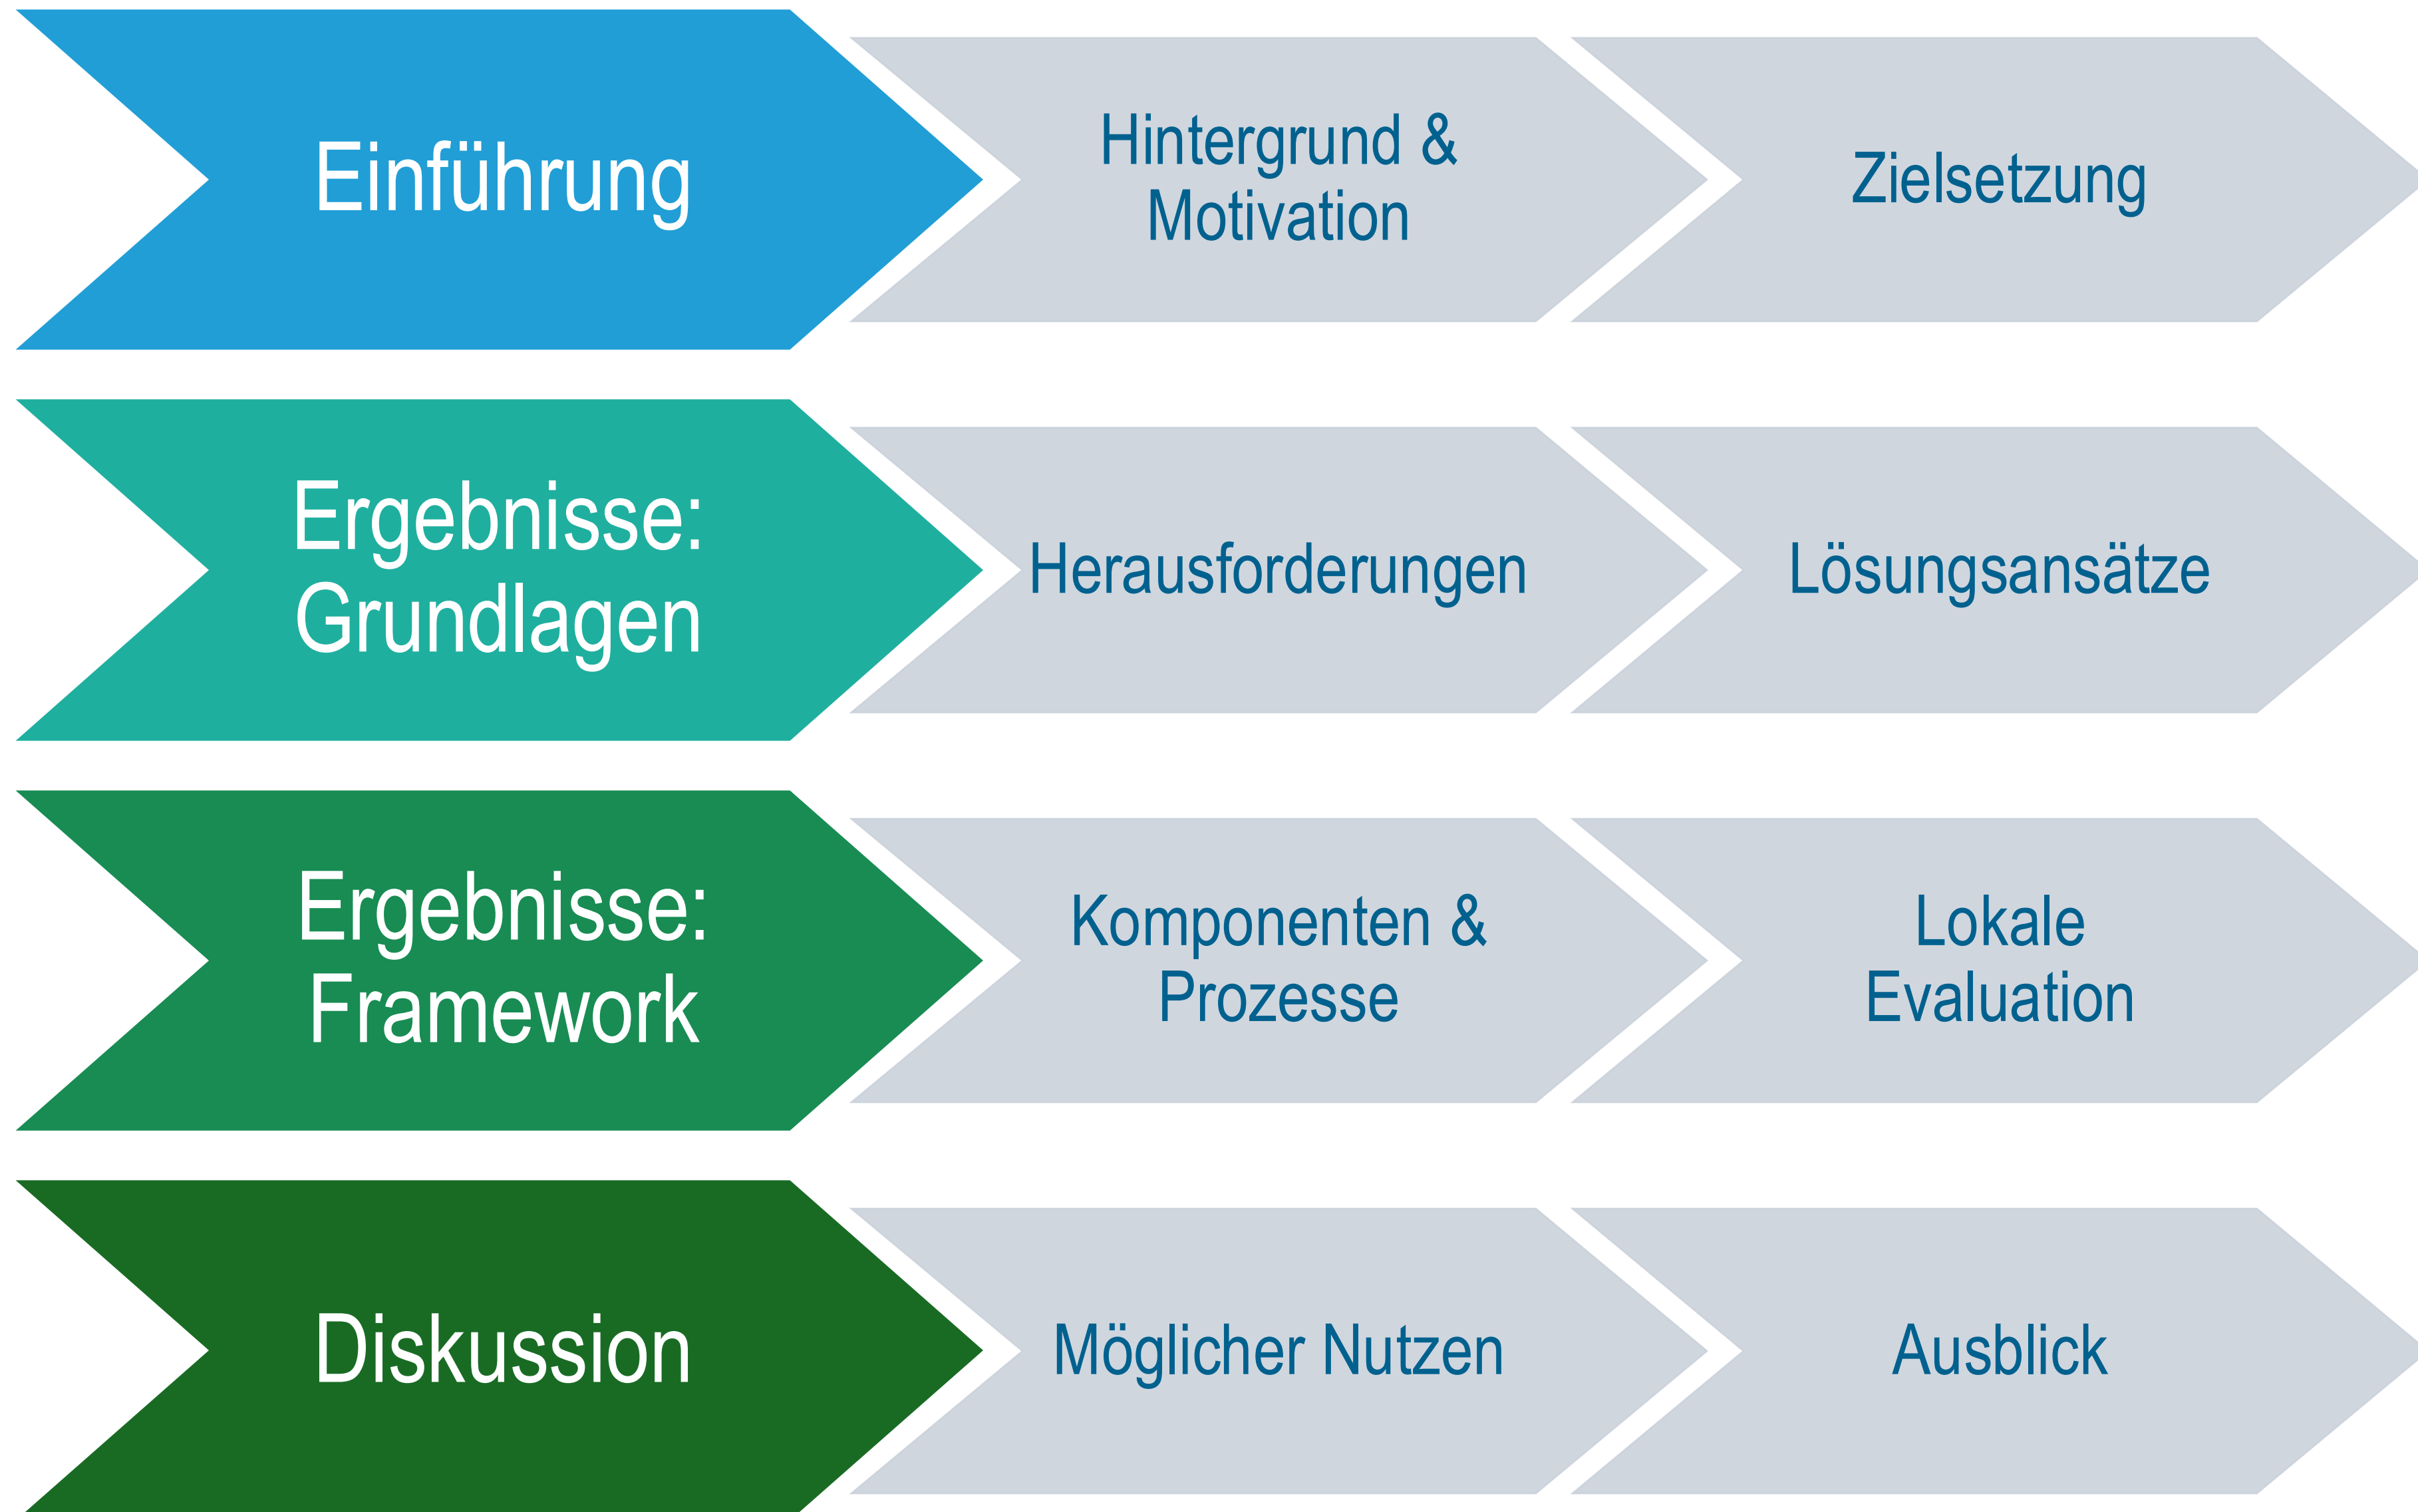 Einführung
Hintergrund &
Motivation
Zielsetzung
Ergebnisse:
Grundlagen
Herausforderungen
Lösungsansätze
Ergebnisse:
Framework
Komponenten &
Prozesse
Lokale
Evaluation
Diskussion
Möglicher Nutzen
Ausblick